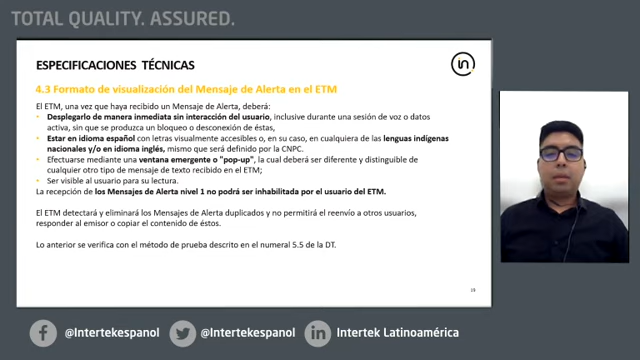 TOTAL QUALITY. ASSURED.
ESPECIFICACIONES TÉCNICAS
in
4.3 Formato de visualización del Mensaje de Alerta en el ETM
El ETM, una vez que haya recibido un Mensaje de Alerta, deberá:
• Desplegarlo de manera inmediata sin interacción del usuario, inclusive durante una sesión de voz o datos
activa, sin que se produzca un bloqueo o desconexión de éstas,
• Estar en idioma español con letras visualmente accesibles o, en su caso, en cualquiera de las lenguas indígenas
nacionales y/o en idioma inglés, mismo que será definido por la CNPC.
• Efectuarse mediante una ventana emergente o "pop-up", la cual deberá ser diferente y distinguible de
cualquier otro tipo de mensaje de texto recibido en el ETM;
• Ser visible al usuario para su lectura.
La recepción de los Mensajes de Alerta nivel 1 no podrá ser inhabilitada por el usuario del ETM.
El ETM detectará y eliminará los Mensajes de Alerta duplicados y no permitirá el reenvío a otros usuarios,
responder al emisor o copiar el contenido de éstos.
Lo anterior se verifica con el método de prueba descrito en el numeral 5.5 de la DT.
@Intertekespanol
@Intertekespanol
Intertek Latinoamérica